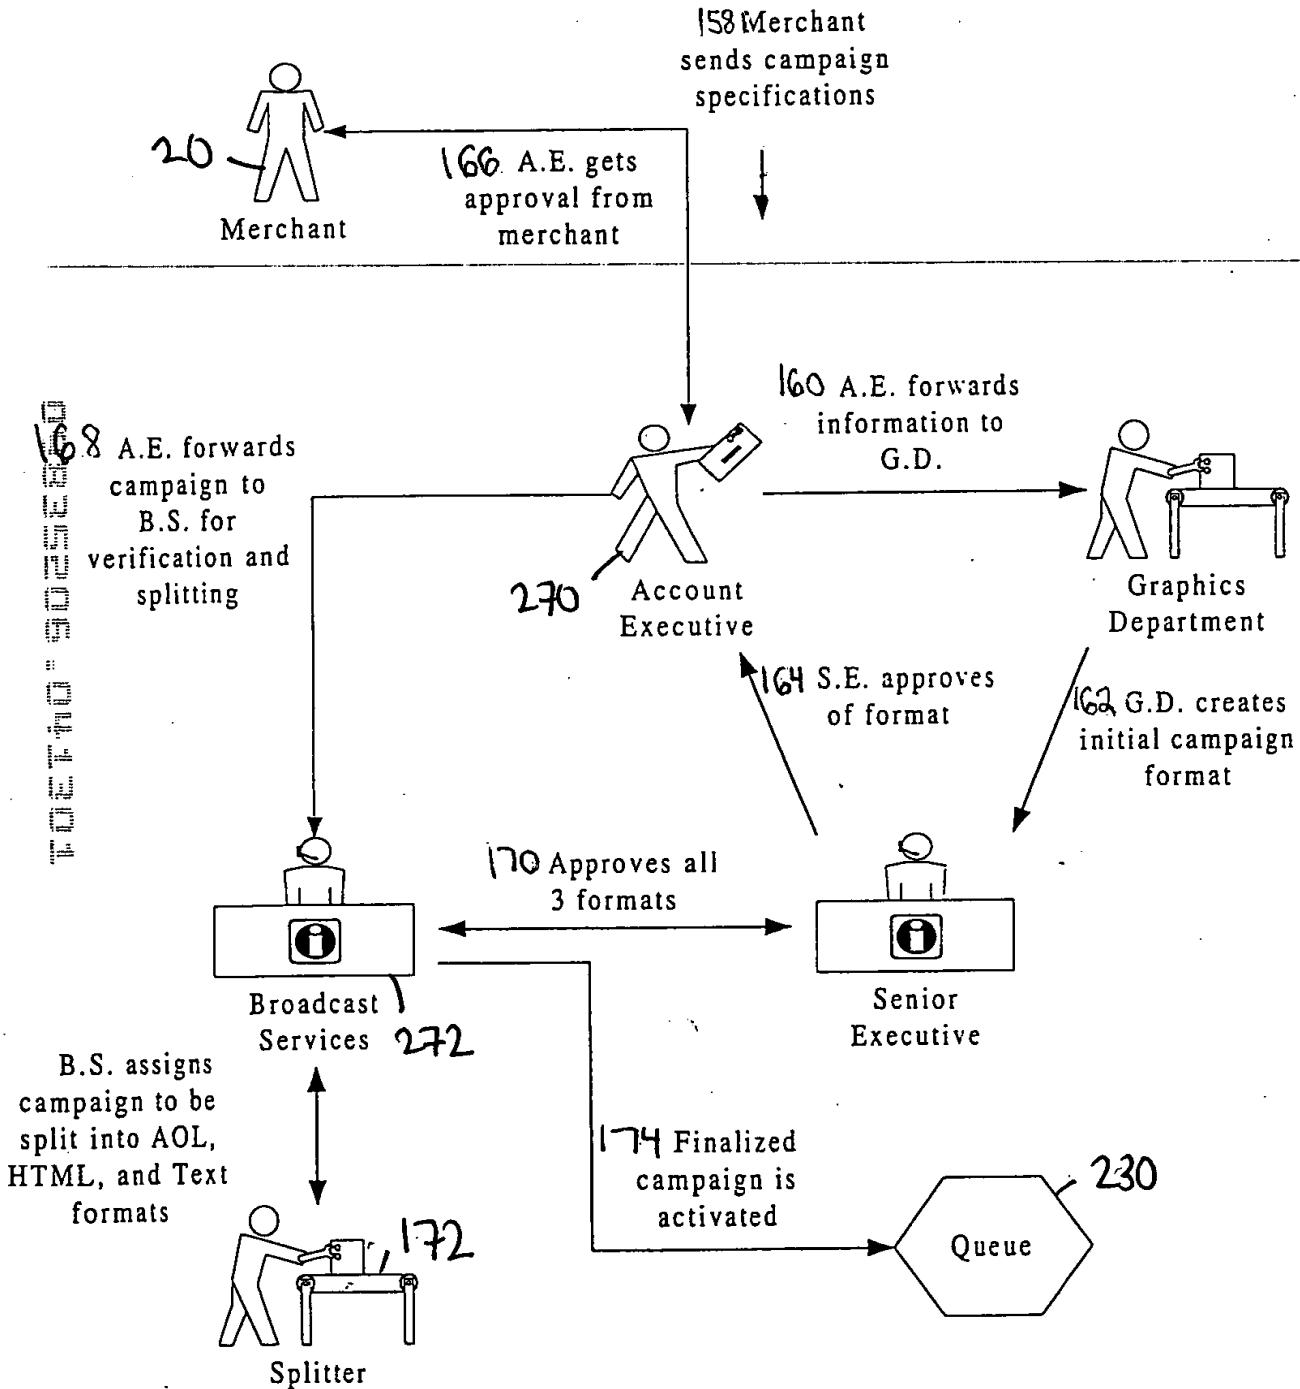 158 Merchant
sends campaign
specifications
20
Merchant
166 A.E. gets
approval from
merchant
168 A.E. forwards
campaign to
B.S. for
verification and
splitting
160 A.E. forwards
information to
G.D.
270
Account
Executive
Graphics
Department
164 S.E. approves
of format
162 G.D. creates
initial campaign
format
170 Approves all
3 formats
Broadcast
Services
272
Senior
Executive
B.S. assigns
campaign to be
split into AOL,
HTML, and Text
formats
174 Finalized
campaign is
activated
230
Queue
172
Splitter